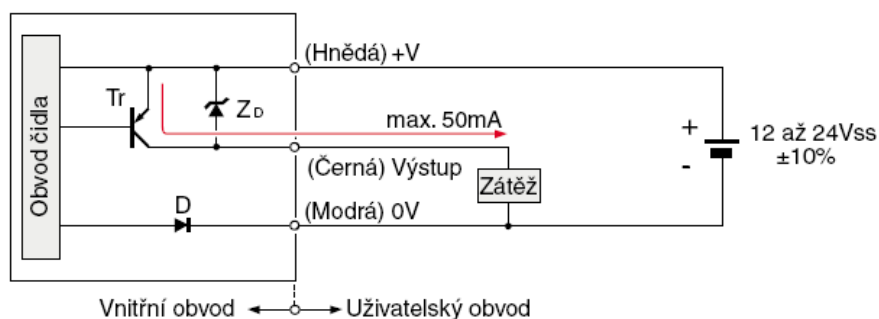 (Hnědá) +V
Tr
Z D
max. 50mA
Obvod čidla
+
-
12 až 24Vss
±10%
(Černá) Výstup
Zátěž
D
(Modrá) 0V
Vnitřní obvod
Uživatelský obvod